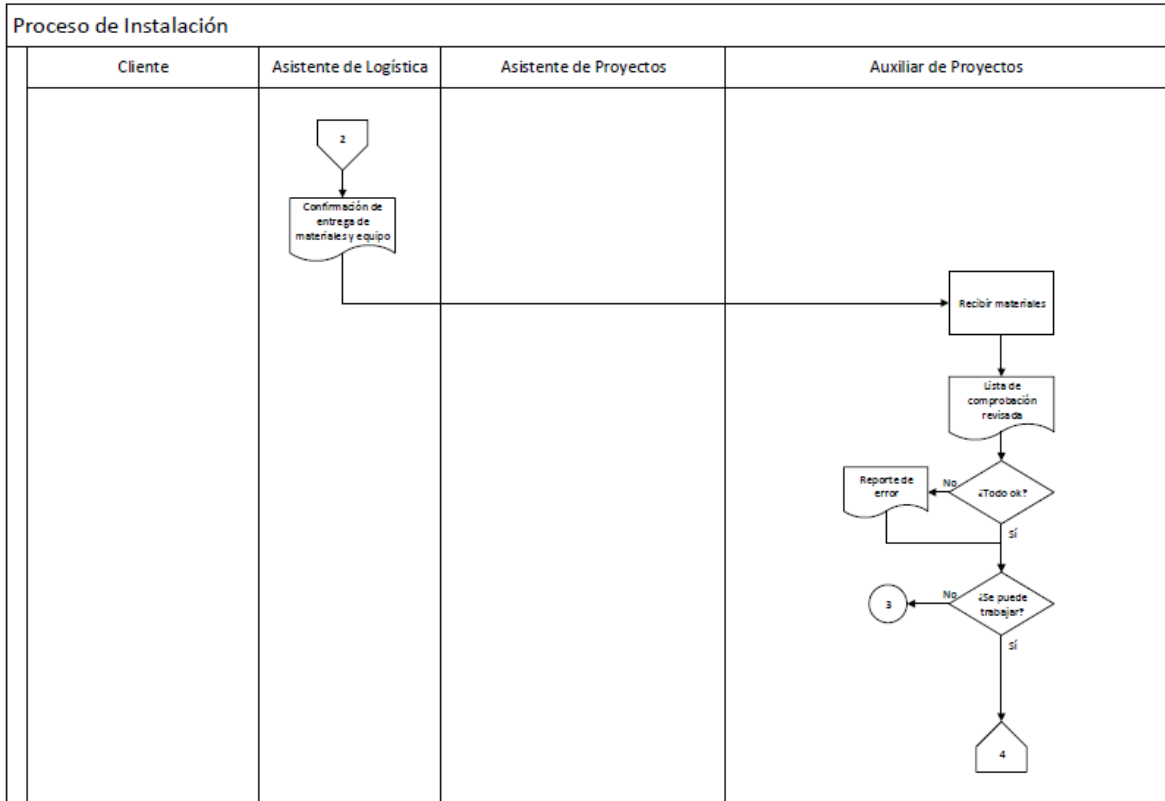 Proceso de Instalación
Cliente
Asistente de Logística
Asistente de Proyectos
Auxiliar de Proyectos
2
Confirmación de
entrega de
materiales y equipo
Recibir materiales
Lista de
comprobación
revisada
Reporte de
error
No
¿Todo ok?
Sí
3
No
¿Se puede
trabajar?
Sí
4